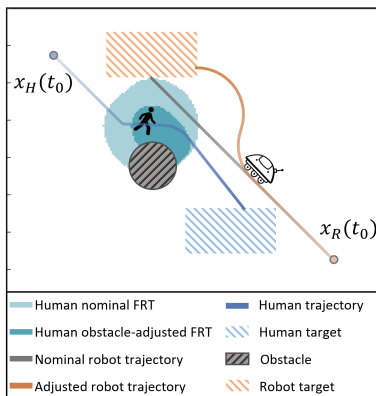 x_H(t_0)
x_R(t_0)
Human nominal FRT
Human obstacle-adjusted FRT
Nominal robot trajectory
Adjusted robot trajectory
Human trajectory
Human target
Obstacle
Robot target